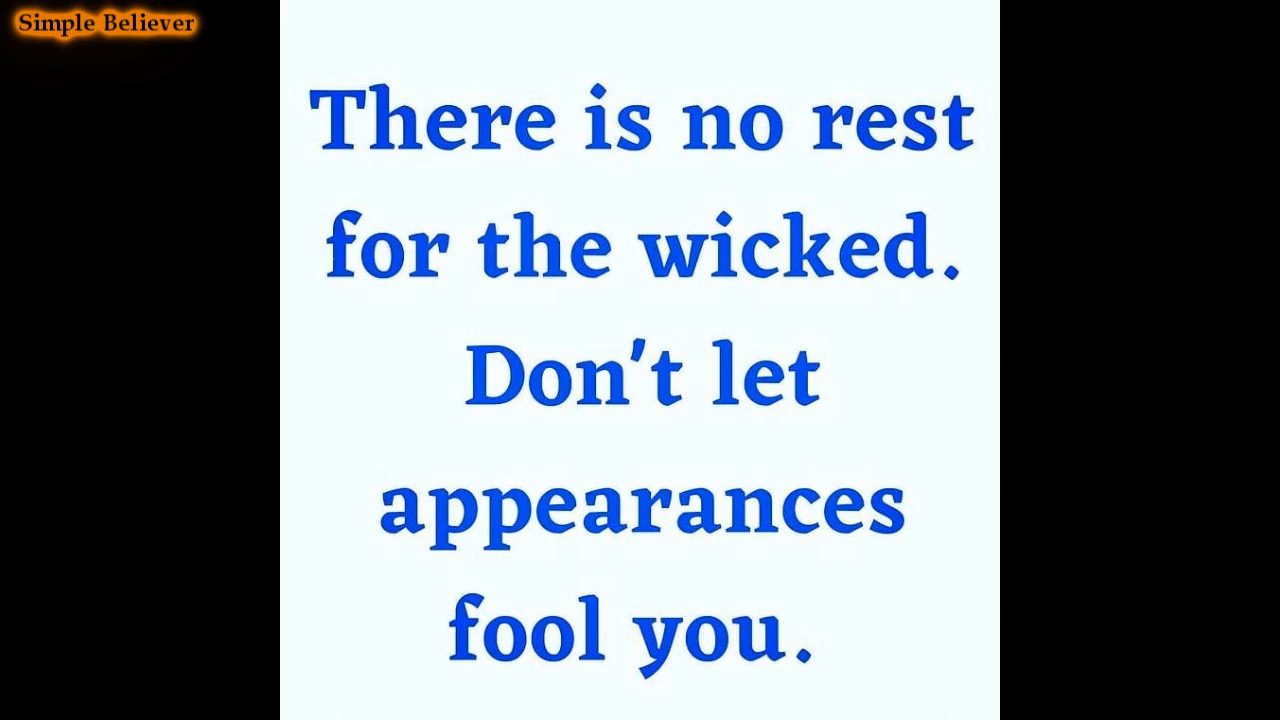 Simple Believer
There is no rest
for the wicked.
Don't let
appearances
fool you.